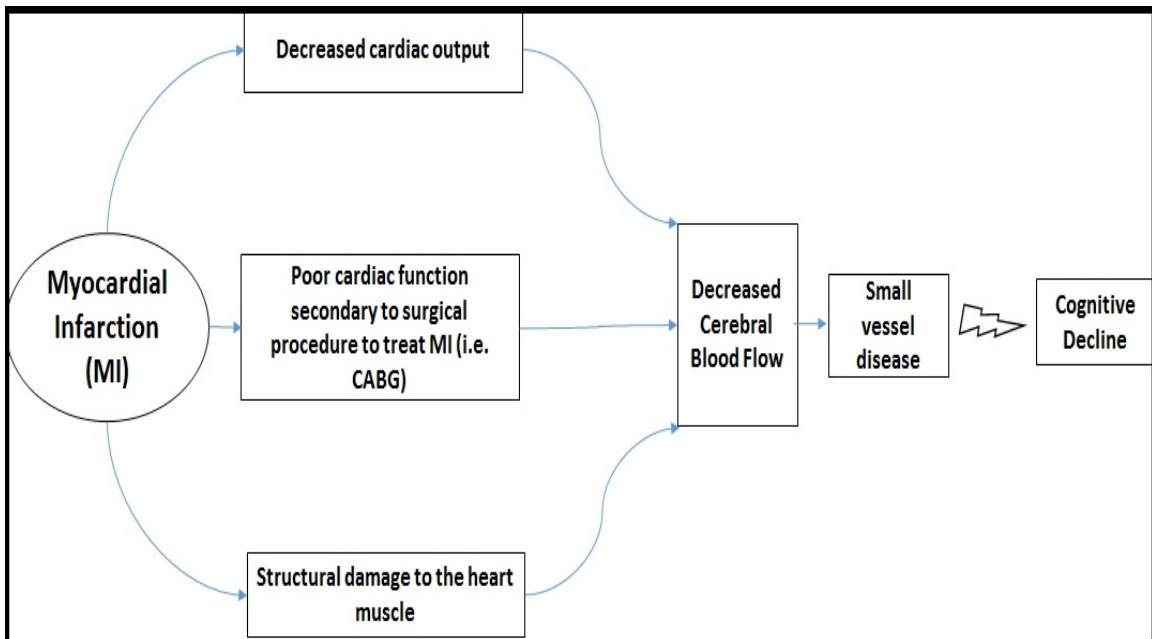 Decreased cardiac output
Myocardial
Infarction
(MI)
Poor cardiac function
secondary to surgical
procedure to treat MI (i.e.
CABG)
Decreased
Cerebral
Blood Flow
Small
vessel
disease
Cognitive
Decline
Structural damage to the heart
muscle